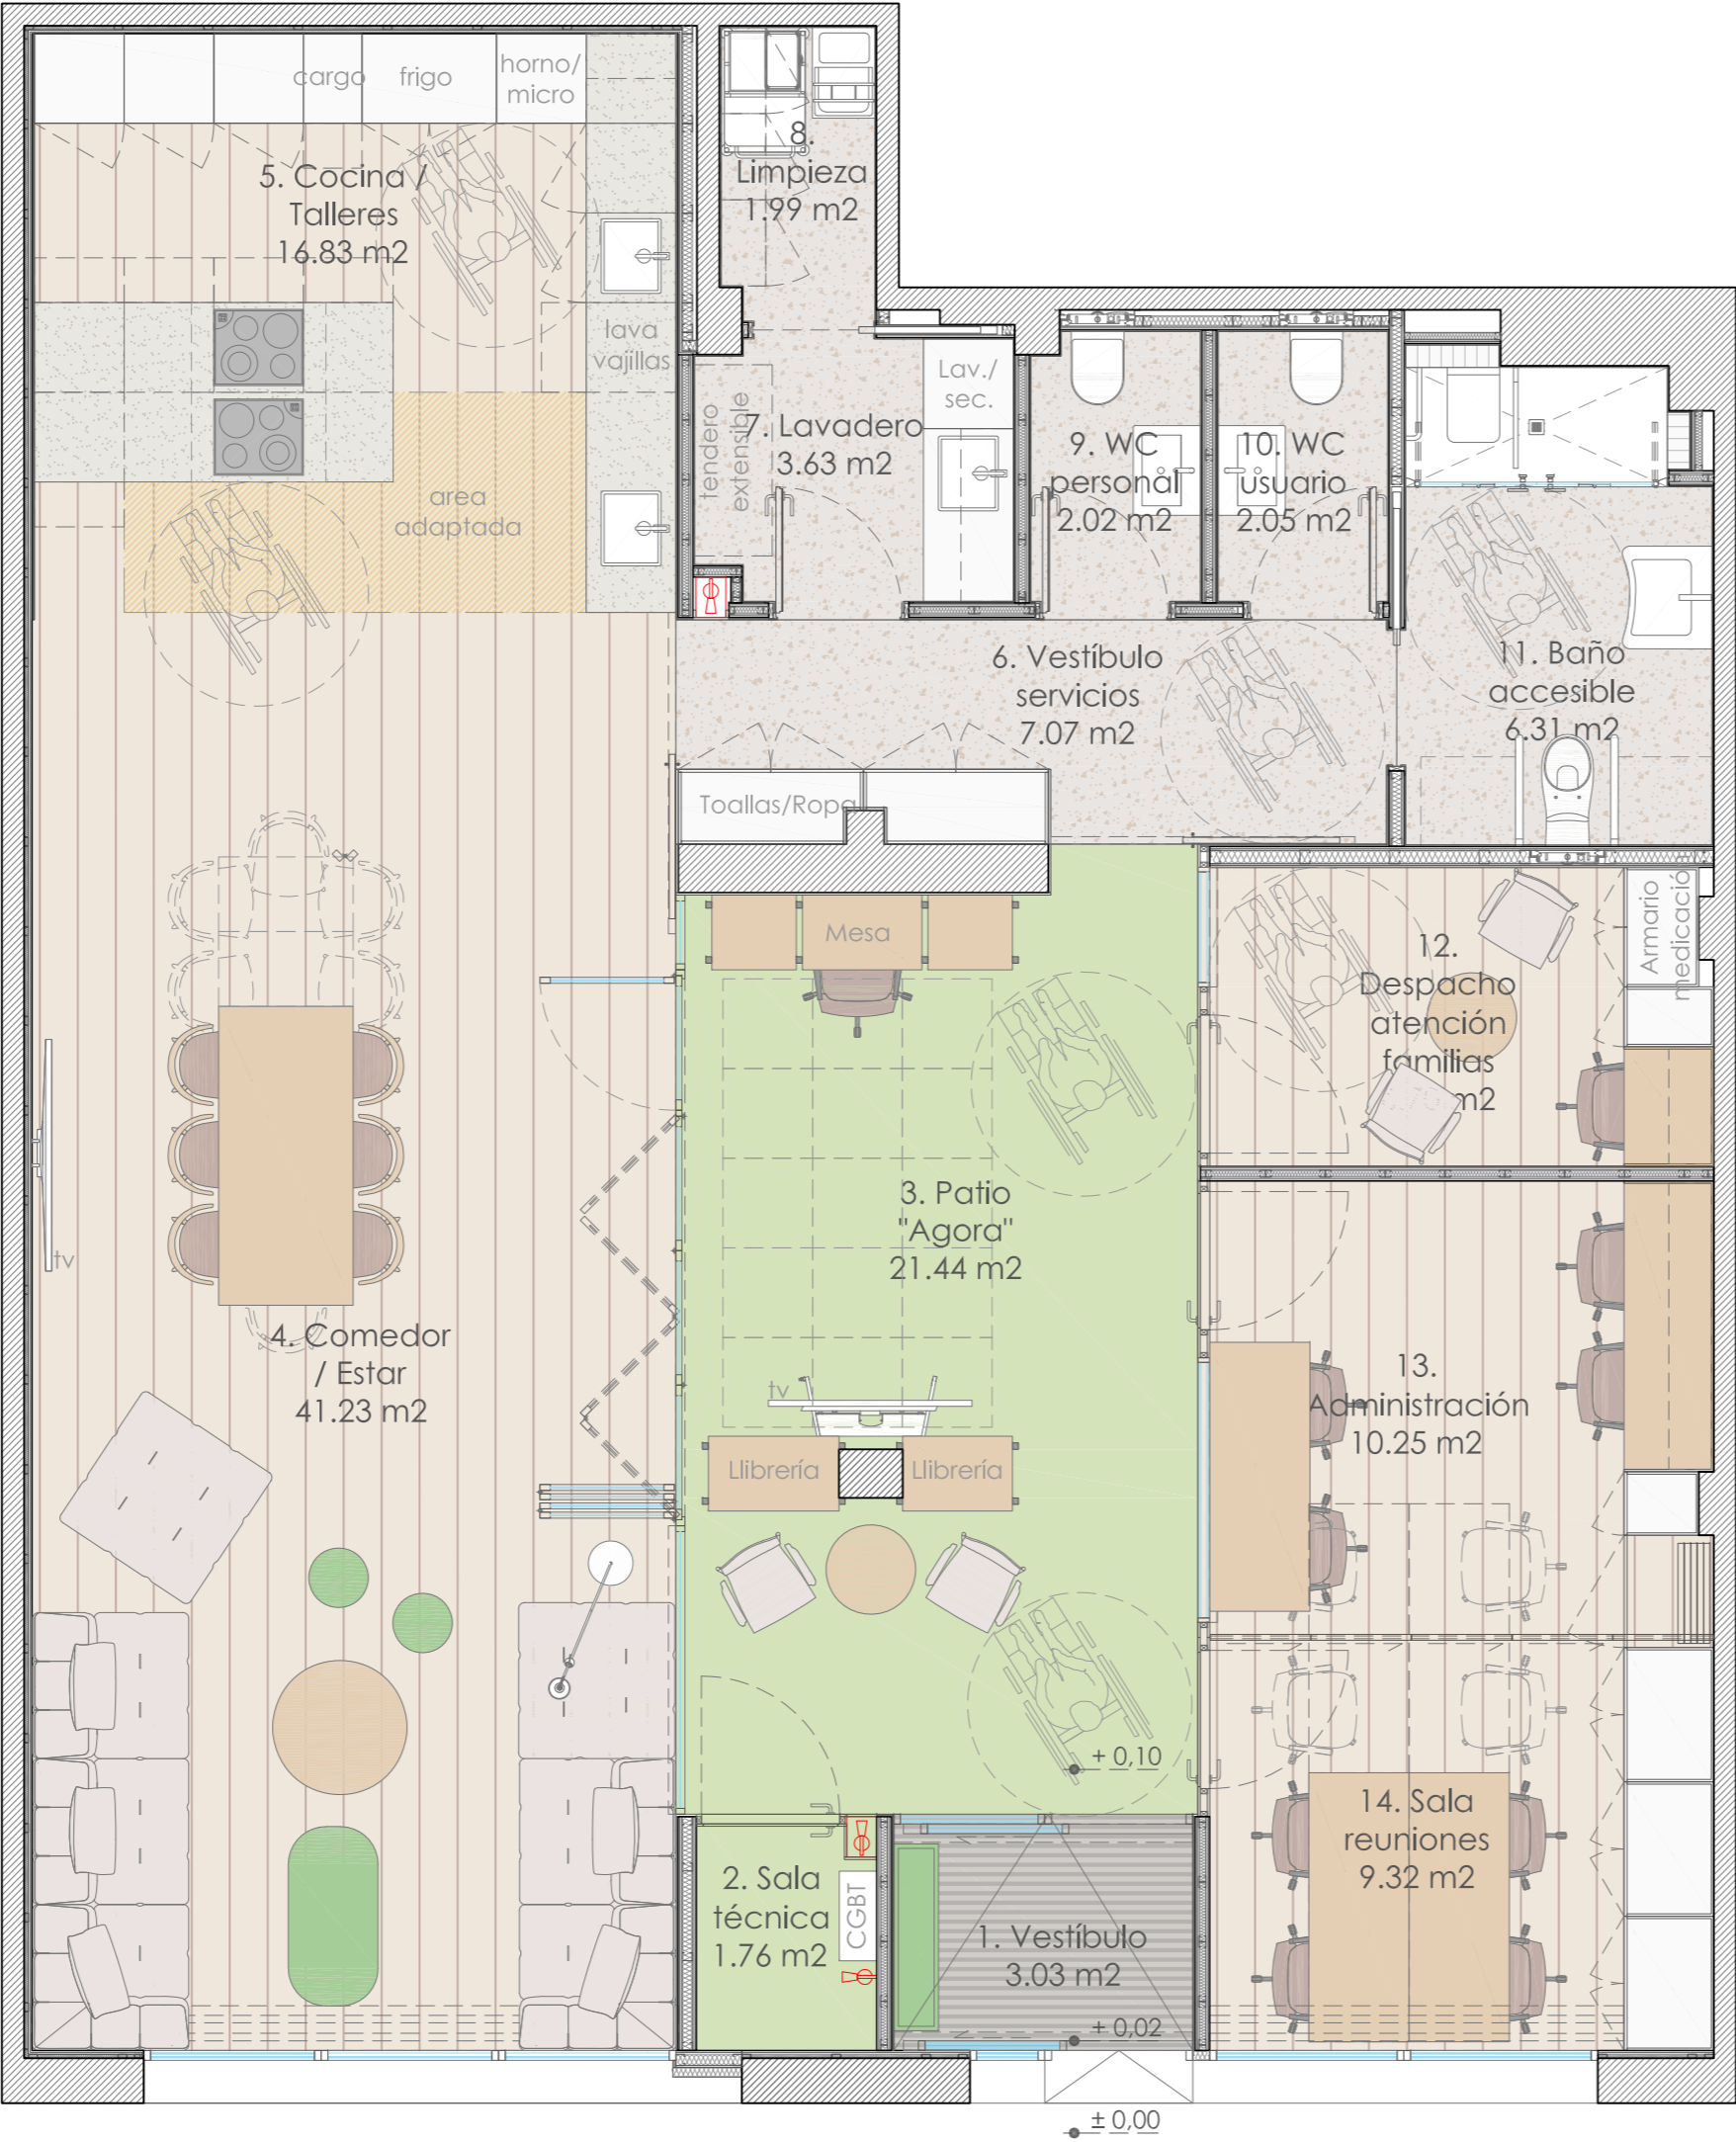 cargo
frigo
horno/
micro
5. Cocina /
Talleres
16.83 m2
8.
Limpieza
1.99 m2
lava
vajillas
area
adaptada
tendero
extensible
7. Lavadero
3.63 m2
Lav./
sec.
9. WC
personal
2.02 m2
10. WC
usuario
2.05 m2
6. Vestíbulo
servicios
7.07 m2
11. Baño
accesible
6.31 m2
Toallas/Ropa
Mesa
12.
Despacho
atención
familias
m2
Armario
medicación
3. Patio
"Agora"
21.44 m2
tv
4. Comedor
/ Estar
41.23 m2
tv
Llibrería
Llibrería
13.
Administración
10.25 m2
+ 0,10
14. Sala
reuniones
9.32 m2
2. Sala
técnica
1.76 m2
CGBT
1. Vestíbulo
3.03 m2
+ 0,02
± 0,00